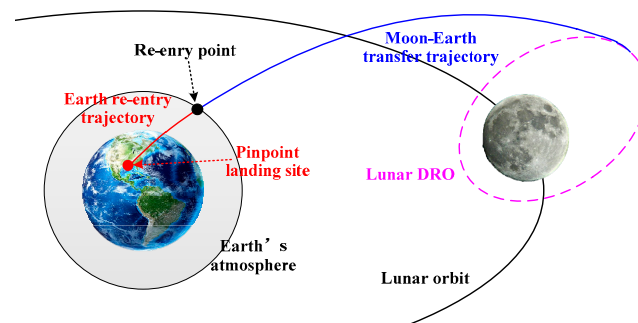 Moon-Earth
transfer trajectory
Re-enry point
Earth re-entry
trajectory
Pinpoint
landing site
Lunar DRO
Earth’s
atmosphere
Lunar orbit